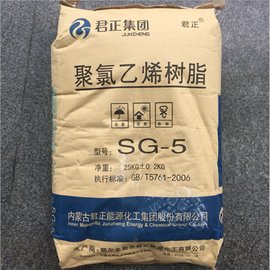 君正集团
JUNZHENG
君正
聚氯乙烯树脂
型号: SG-5
净重: 25KG±0.2KG
执行标准: GB/T5761-2006
内蒙古君正能源化工集团股份有限公司
Inner Mongolia Junzheng Energy & Chemical Group Co., Ltd.